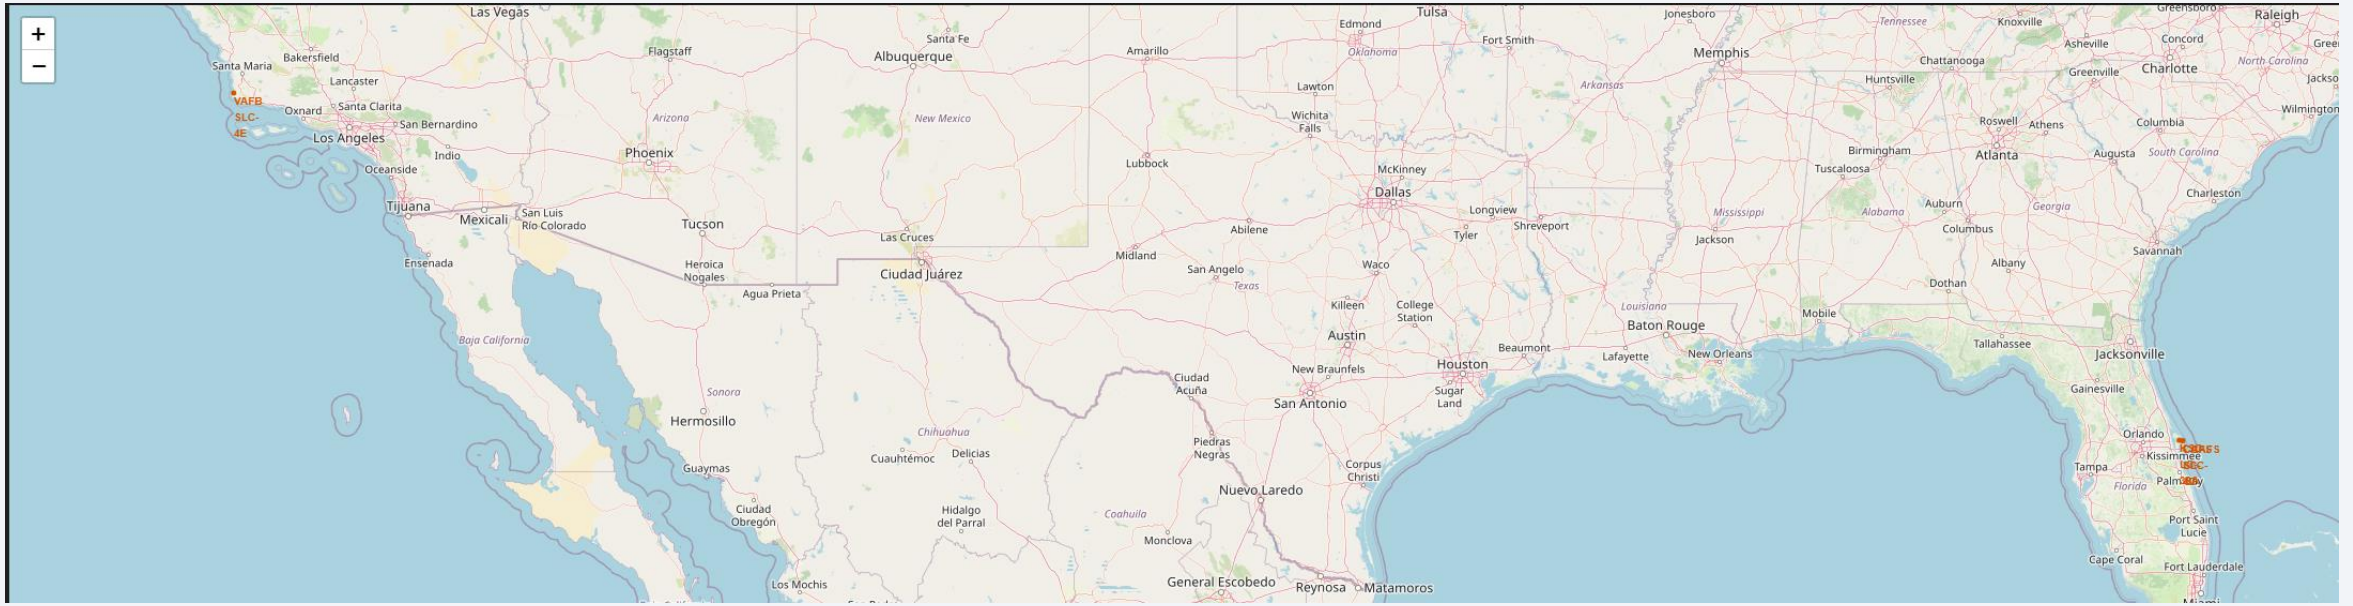 +
−
Las Vegas
Tulsa
Jonesboro
Tennessee
Knoxville
Greensboro
Raleigh
Edmond
Santa Fe
Flagstaff
Albuquerque
Amarillo
Oklahoma
Fort Smith
Memphis
Asheville
Concord
Bakersfield
Santa Maria
Chattanooga
Charlotte
North Carolina
Greenville
Huntsville
Lancaster
Lawton
Arkansas
VAFB
SLC-
4E
Oxnard
Santa Clarita
Wilmington
Arizona
New Mexico
Wichita
Falls
San Bernardino
Los Angeles
Roswell
Athens
Columbia
Phoenix
Indio
Lubbock
Birmingham
Atlanta
Augusta
South Carolina
Oceanside
McKinney
Tuscaloosa
Dallas
Charleston
Tijuana
Mexicali
San Luis
Río Colorado
Tucson
Abilene
Longview
Tyler
Shreveport
Mississippi
Alabama
Auburn
Georgia
Columbus
Las Cruces
Jackson
Savannah
Ensenada
Heroica
Nogales
Ciudad Juárez
Midland
San Angelo
Waco
Albany
Agua Prieta
Texas
Dothan
Killeen
College
Station
Louisiana
Mobile
Baja California
Austin
Baton Rouge
Beaumont
Lafayette
New Orleans
Tallahassee
Jacksonville
Houston
New Braunfels
Ciudad
Acuña
Sugar
Land
Gainesville
Sonora
Hermosillo
San Antonio
Chihuahua
Orlando
Piedras
Negras
Cuauhtémoc
Delicias
Kissimmee
Guaymas
Corpus
Christi
Tampa
Florida
Palm Bay
Nuevo Laredo
Ciudad
Obregón
Hidalgo
del Parral
Coahuila
Port Saint
Lucie
Monclova
Cape Coral
Fort Lauderdale
Los Mochis
General Escobedo
Reynosa
Matamoros
Miami